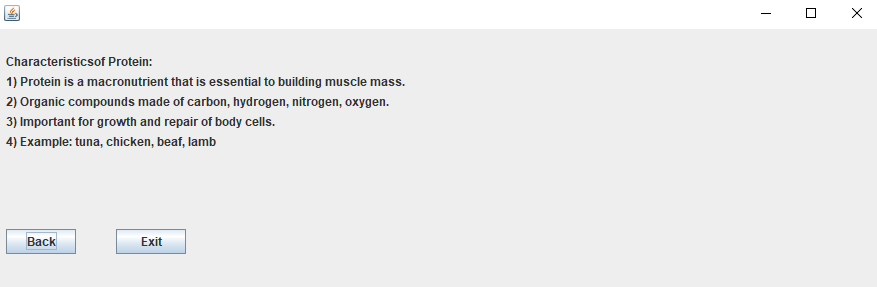 Characteristicsof Protein:
1) Protein is a macronutrient that is essential to building muscle mass.
2) Organic compounds made of carbon, hydrogen, nitrogen, oxygen.
3) Important for growth and repair of body cells.
4) Example: tuna, chicken, beaf, lamb
Back Exit